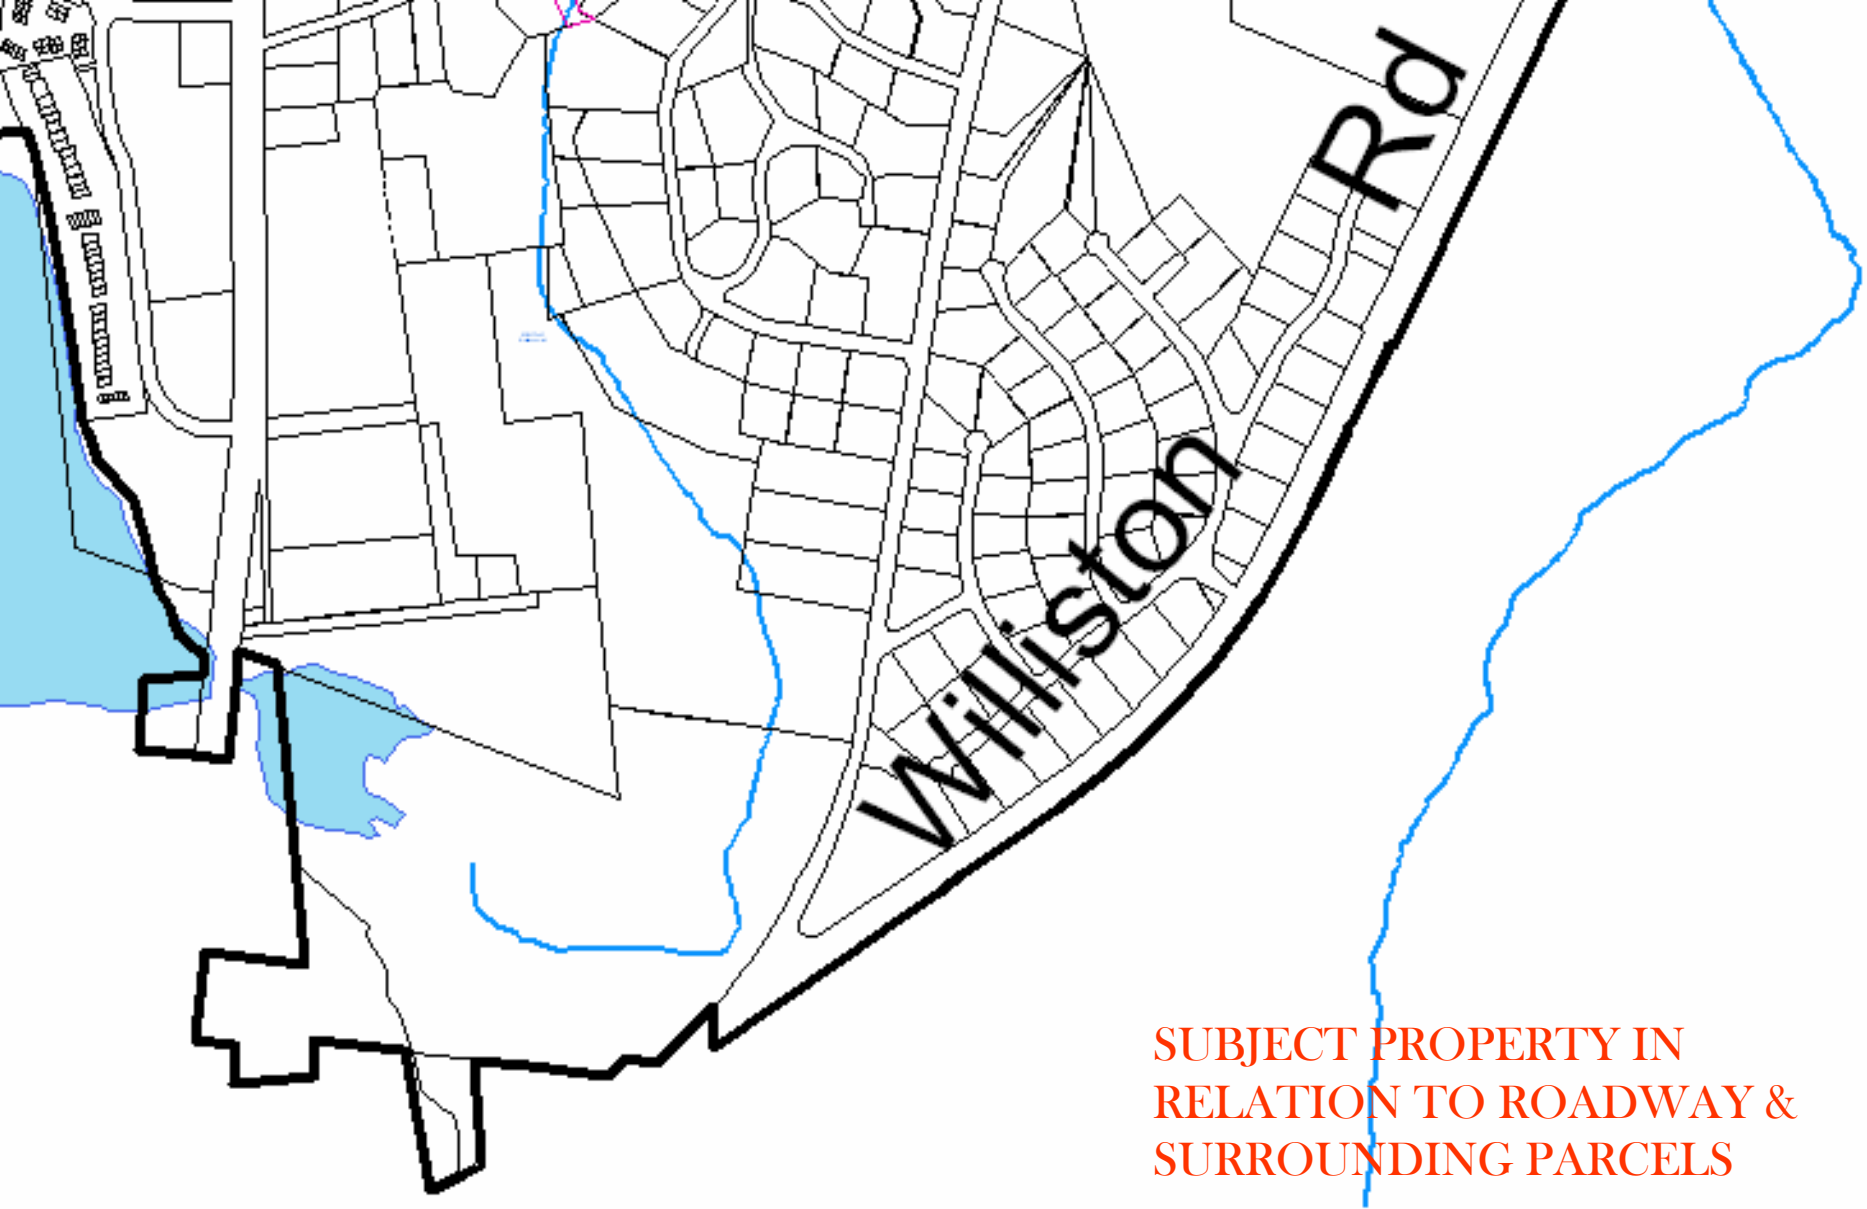 Williston Rd
SUBJECT PROPERTY IN
RELATION TO ROADWAY &
SURROUNDING PARCELS